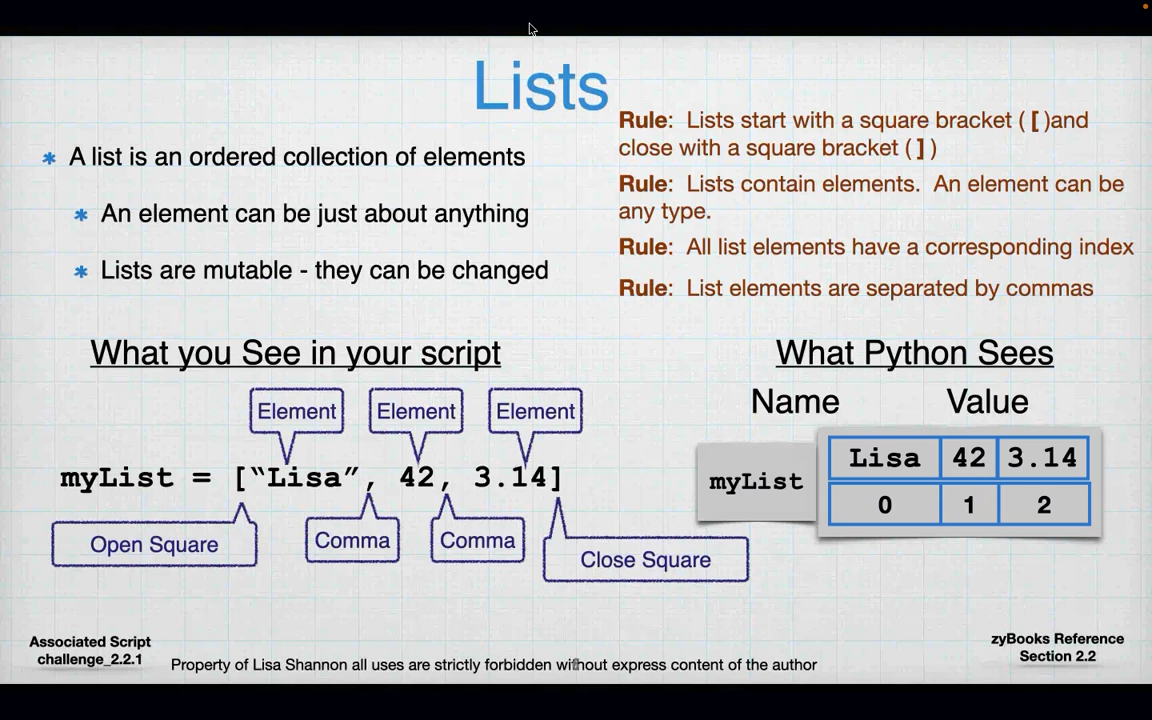 Lists
* A list is an ordered collection of elements
* An element can be just about anything
* Lists are mutable - they can be changed
Rule: Lists start with a square bracket ( [ )and
close with a square bracket ( ] )
Rule: Lists contain elements. An element can be
any type.
Rule: All list elements have a corresponding index
Rule: List elements are separated by commas
What you See in your script
Element Element Element
myList = [“Lisa”, 42, 3.14]
Open Square Comma Comma Close Square
What Python Sees
Name Value
myList
Lisa 42 3.14
0 1 2
Associated Script
challenge_2.2.1
Property of Lisa Shannon all uses are strictly forbidden without express content of the author
zyBooks Reference
Section 2.2